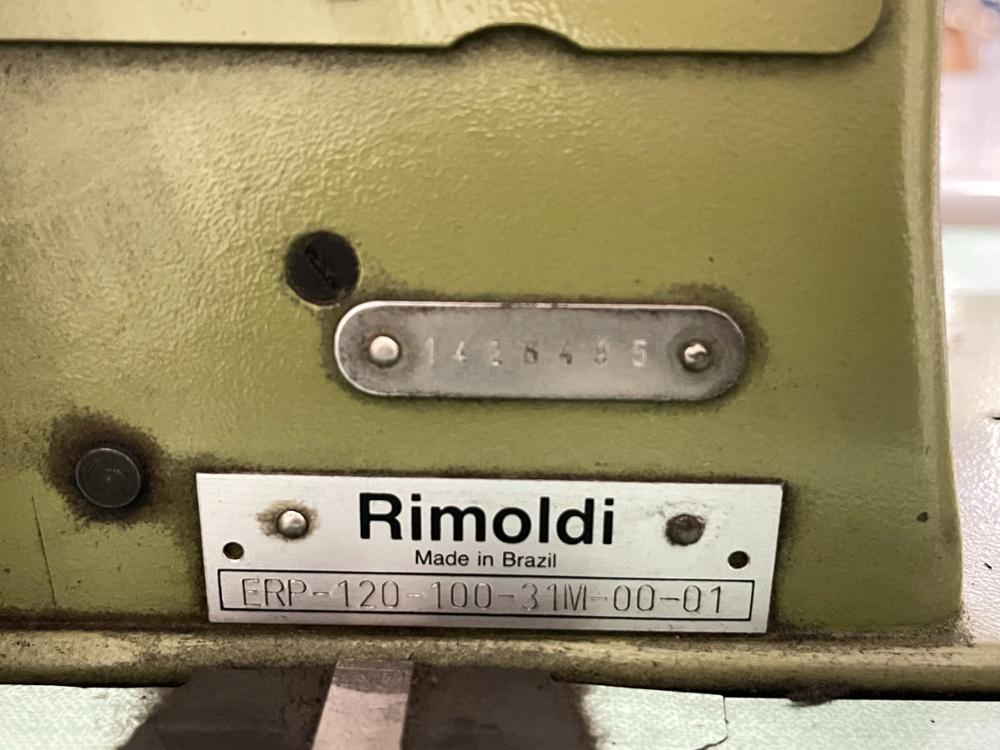 Rimoldi
Made in Brazil
ERP-120-100-31M-00-01